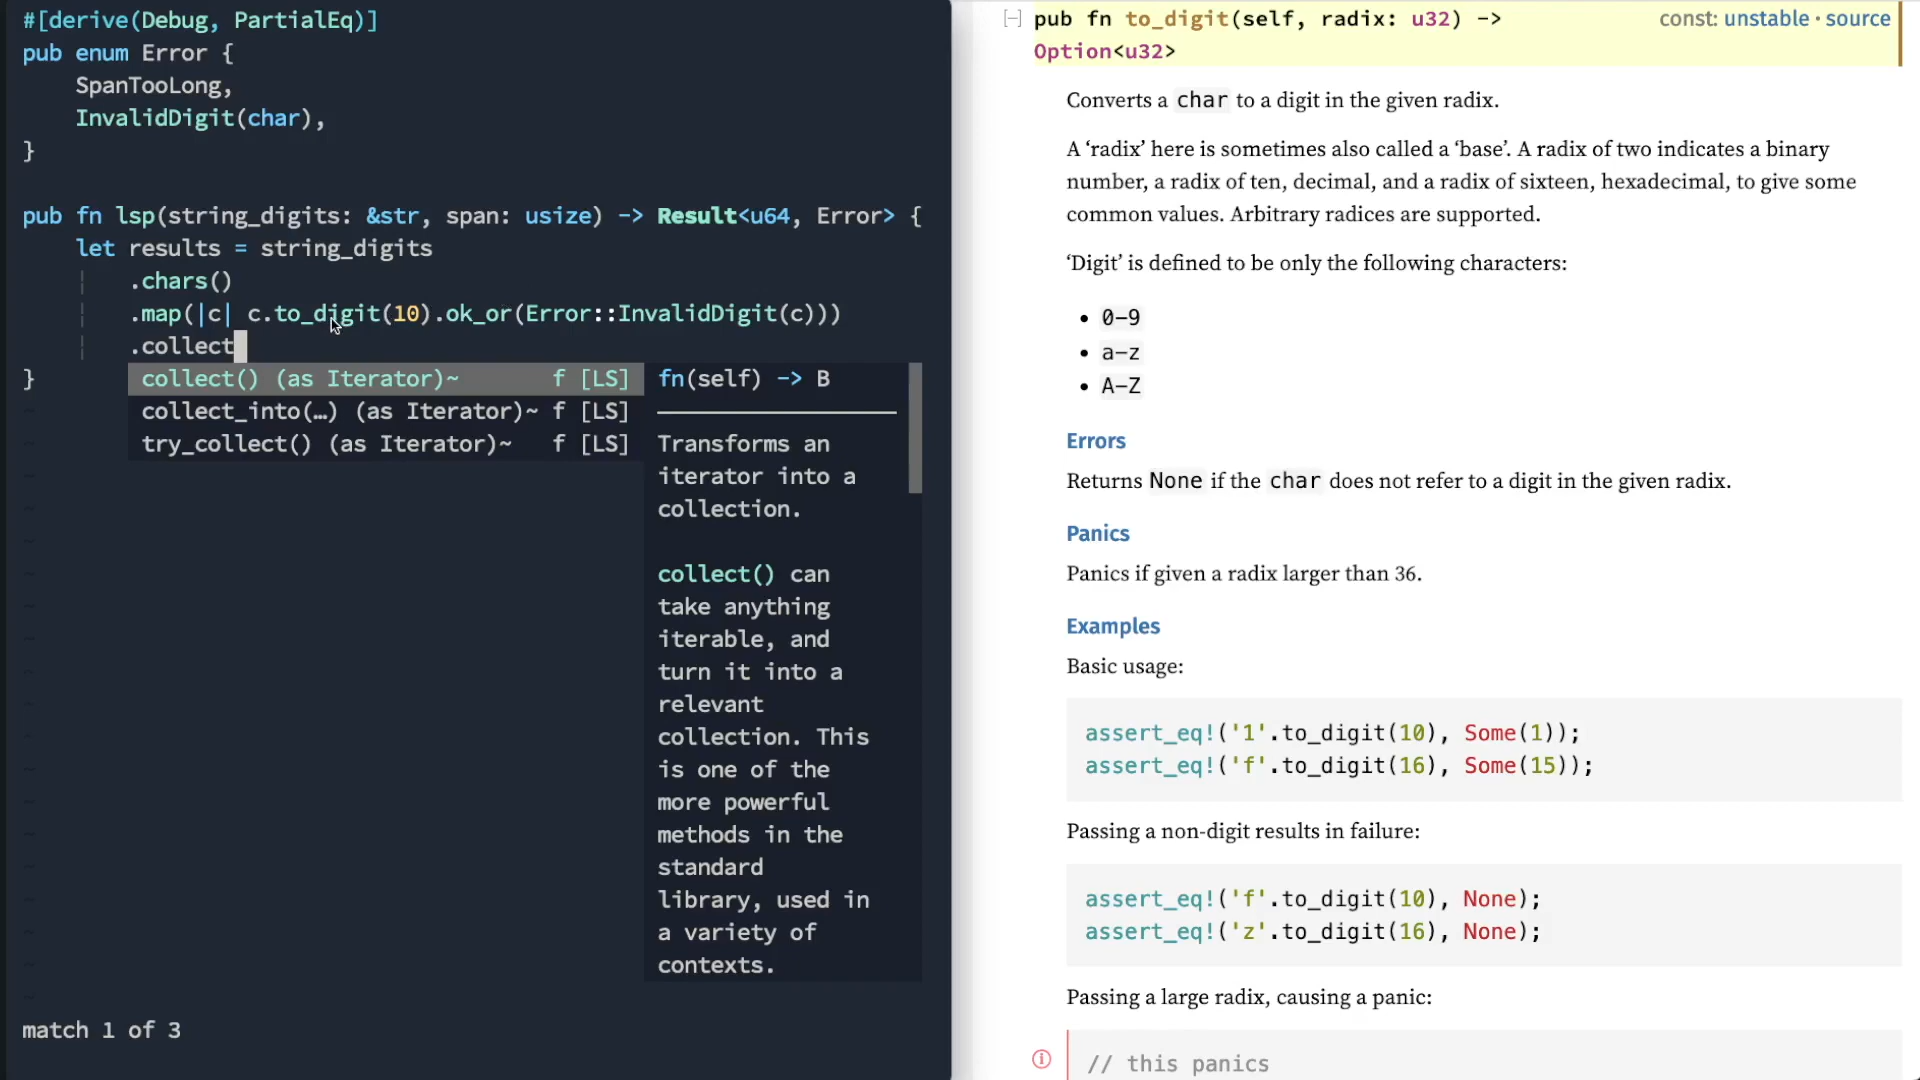 #[derive(Debug, PartialEq)]
pub enum Error {
    SpanTooLong,
    InvalidDigit(char),
}
pub fn lsp(string_digits: &str, span: usize) -> Result<u64, Error> {
    let results = string_digits
        .chars()
        .map(|c| c.to_digit(10).ok_or(Error::InvalidDigit(c)))
        .collect
}
collect() (as Iterator)~ f [LS]
collect_into(…) (as Iterator)~ f [LS]
try_collect() (as Iterator)~ f [LS]
fn(self) -> B
Transforms an
iterator into a
collection.
collect() can
take anything
iterable, and
turn it into a
relevant
collection. This
is one of the
more powerful
methods in the
standard
library, used in
a variety of
contexts.
match 1 of 3
[−] pub fn to_digit(self, radix: u32) -> const: unstable · source
Option<u32>
Converts a char to a digit in the given radix.
A ‘radix’ here is sometimes also called a ‘base’. A radix of two indicates a binary
number, a radix of ten, decimal, and a radix of sixteen, hexadecimal, to give some
common values. Arbitrary radices are supported.
‘Digit’ is defined to be only the following characters:
• 0-9
• a-z
• A-Z
Errors
Returns None if the char does not refer to a digit in the given radix.
Panics
Panics if given a radix larger than 36.
Examples
Basic usage:
assert_eq!('1'.to_digit(10), Some(1));
assert_eq!('f'.to_digit(16), Some(15));
Passing a non-digit results in failure:
assert_eq!('f'.to_digit(10), None);
assert_eq!('z'.to_digit(16), None);
Passing a large radix, causing a panic:
ⓘ // this panics